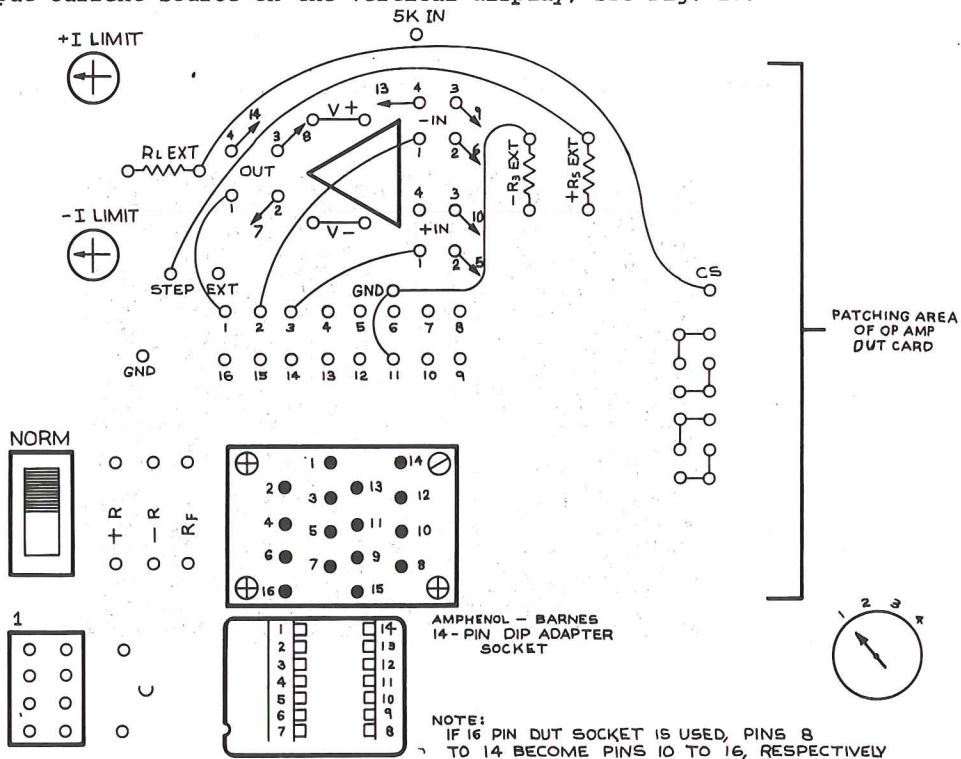 5K IN
+I LIMIT
13 4 3
14 V+ 9
4 3 8 -IN
RL EXT OUT 1 2 6
-R3 EXT +R5 EXT
1 2 4 3
-I LIMIT 7 V- +IN 10
1 2 5
STEP EXT GND CS
1 2 3 4 5 6 7 8
PATCHING AREA
OF OP AMP
DUT CARD
GND
16 15 14 13 12 11 10 9
NORM
+R -R RF
1 14
2 13
3 12
4 11
5 10
6 9
7 8
16 15
1 2 3
1
AMPHENOL - BARNES
14-PIN DIP ADAPTER
SOCKET
1 14
2 13
3 12
4 11
5 10
6 9
7 8
NOTE:
IF 16 PIN DUT SOCKET IS USED, PINS 8
TO 14 BECOME PINS 10 TO 16, RESPECTIVELY